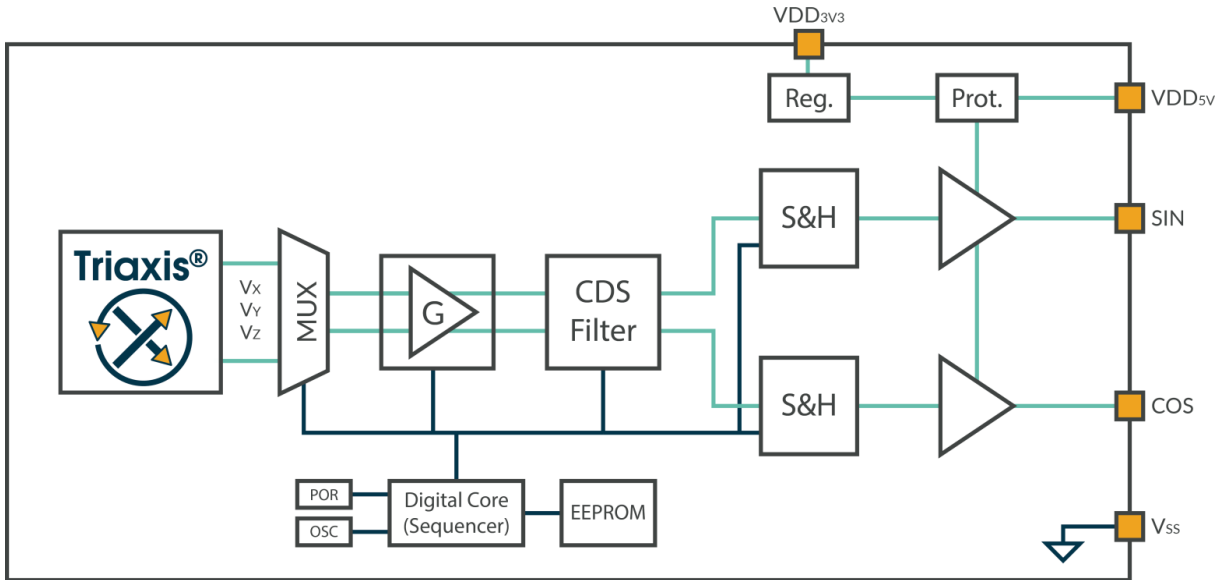 VDD3V3
Reg.
Prot.
VDD5V
S&H
SIN
Triaxis®
VX
VY
VZ
MUX
G
CDS
Filter
S&H
COS
POR
OSC
Digital Core
(Sequencer)
EEPROM
VSS